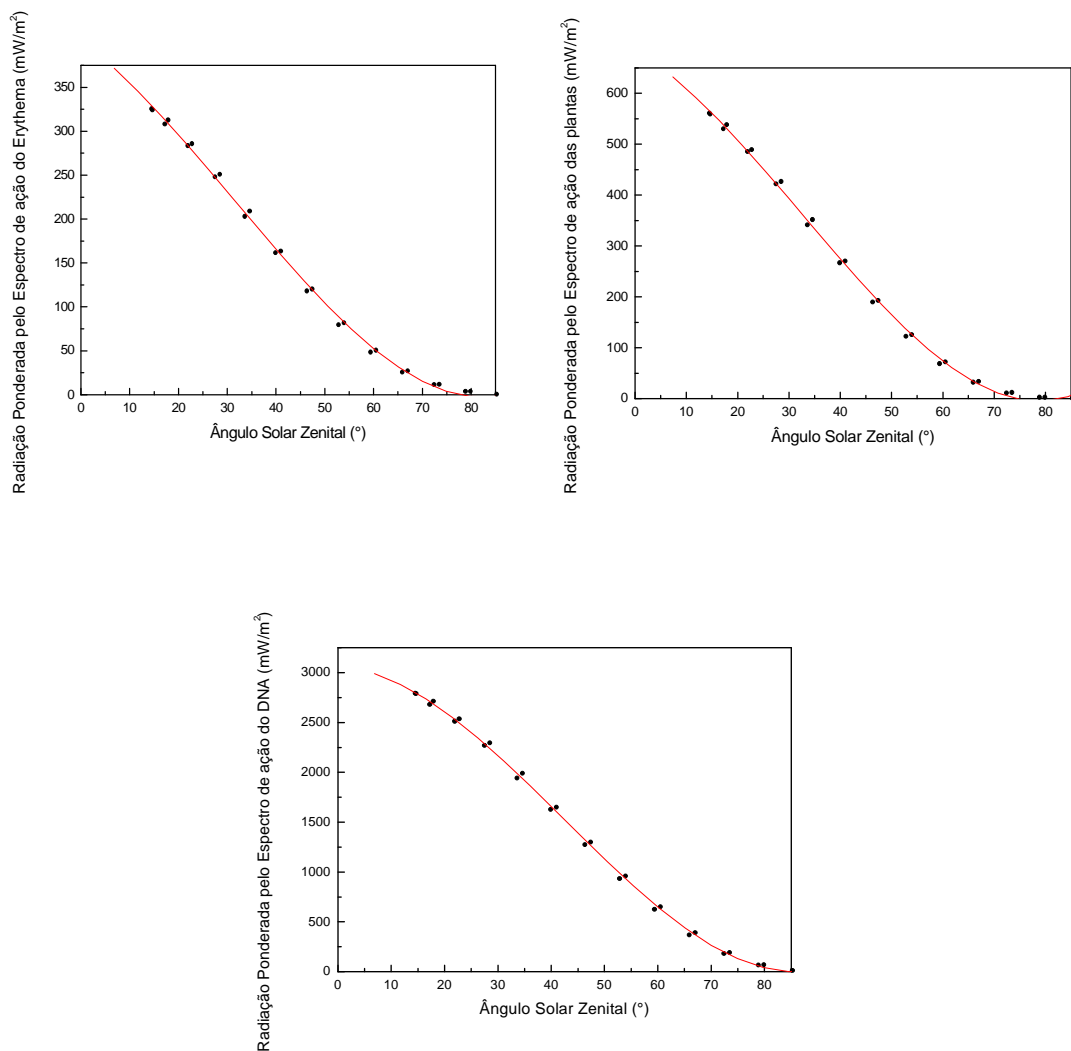 Radiação Ponderada pelo Espectro de ação do Erythema (mW/m²)
350
300
250
200
150
100
50
0
0 10 20 30 40 50 60 70 80
Ângulo Solar Zenital (°)
Radiação Ponderada pelo Espectro de ação das plantas (mW/m²)
600
500
400
300
200
100
0
0 10 20 30 40 50 60 70 80
Ângulo Solar Zenital (°)
Radiação Ponderada pelo Espectro de ação do DNA (mW/m²)
3000
2500
2000
1500
1000
500
0
0 10 20 30 40 50 60 70 80
Ângulo Solar Zenital (°)